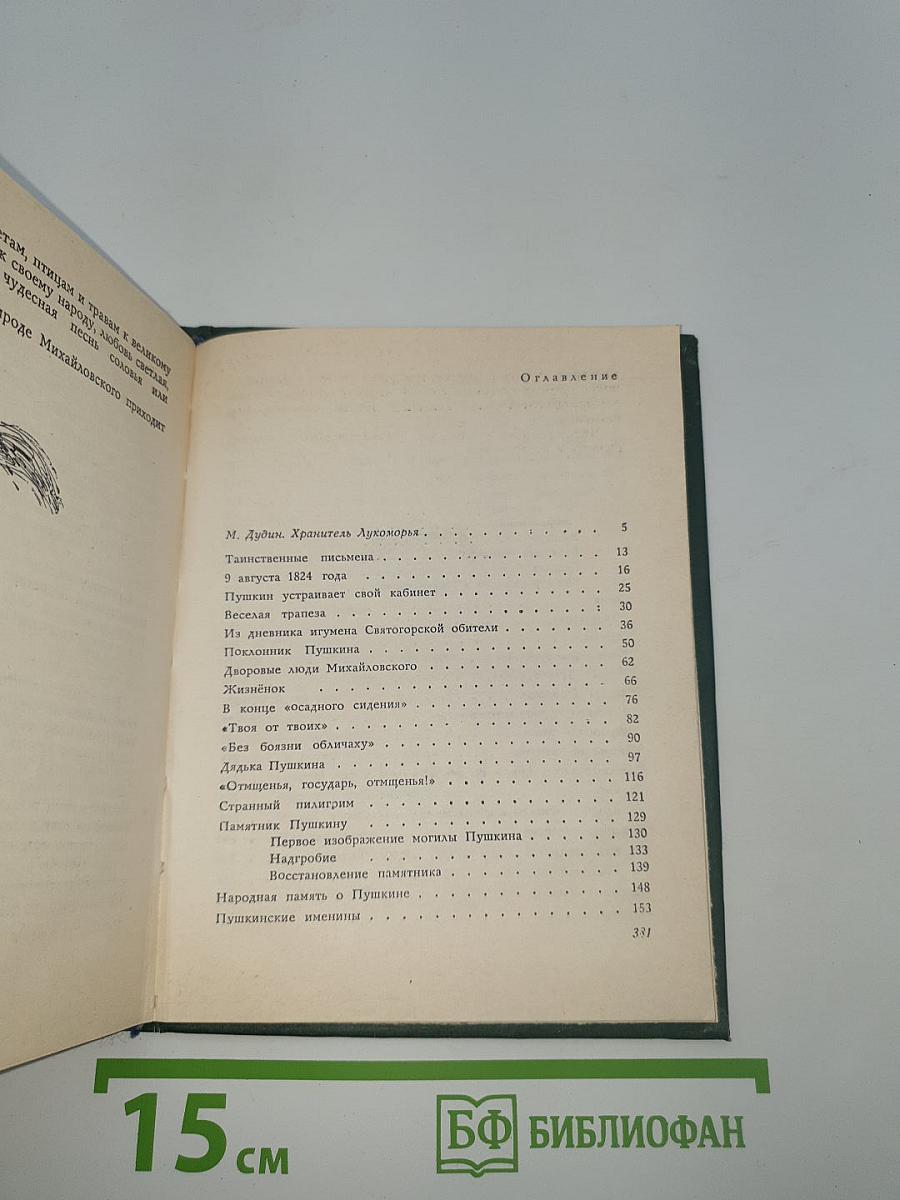 етам, птицам и травам к великому
к своему народу, любовь светлая,
чудесная песнь соловья или
ироде Михайловского приходит
Оглавление
М. Дудин. Хранитель Лукоморья . . . . . . . . . . . . 5
Таинственные письмена . . . . . . . . . . . . . . 13
9 августа 1824 года . . . . . . . . . . . . . . . 16
Пушкин устраивает свой кабинет . . . . . . . . . . . 25
Веселая трапеза . . . . . . . . . . . . . . . . 30
Из дневника игумена Святогорской обители . . . . . . . 36
Поклонник Пушкина . . . . . . . . . . . . . . . 50
Дворовые люди Михайловского . . . . . . . . . . . 62
Жизнёнок . . . . . . . . . . . . . . . . . 66
В конце «осадного сидения» . . . . . . . . . . . . 76
«Твоя от твоих» . . . . . . . . . . . . . . . . 82
«Без боязни обличаху» . . . . . . . . . . . . . . 90
Дядька Пушкина . . . . . . . . . . . . . . . . 97
«Отмщенья, государь, отмщенья!» . . . . . . . . . . . 116
Странный пилигрим . . . . . . . . . . . . . . . 121
Памятник Пушкину . . . . . . . . . . . . . . . 129
Первое изображение могилы Пушкина . . . . . . 130
Надгробие . . . . . . . . . . . . . . . 133
Восстановление памятника . . . . . . . . . . . 139
Народная память о Пушкине . . . . . . . . . . . . . 148
Пушкинские именины . . . . . . . . . . . . . . . 153
381
15 см
БФ БИБЛИОФАН